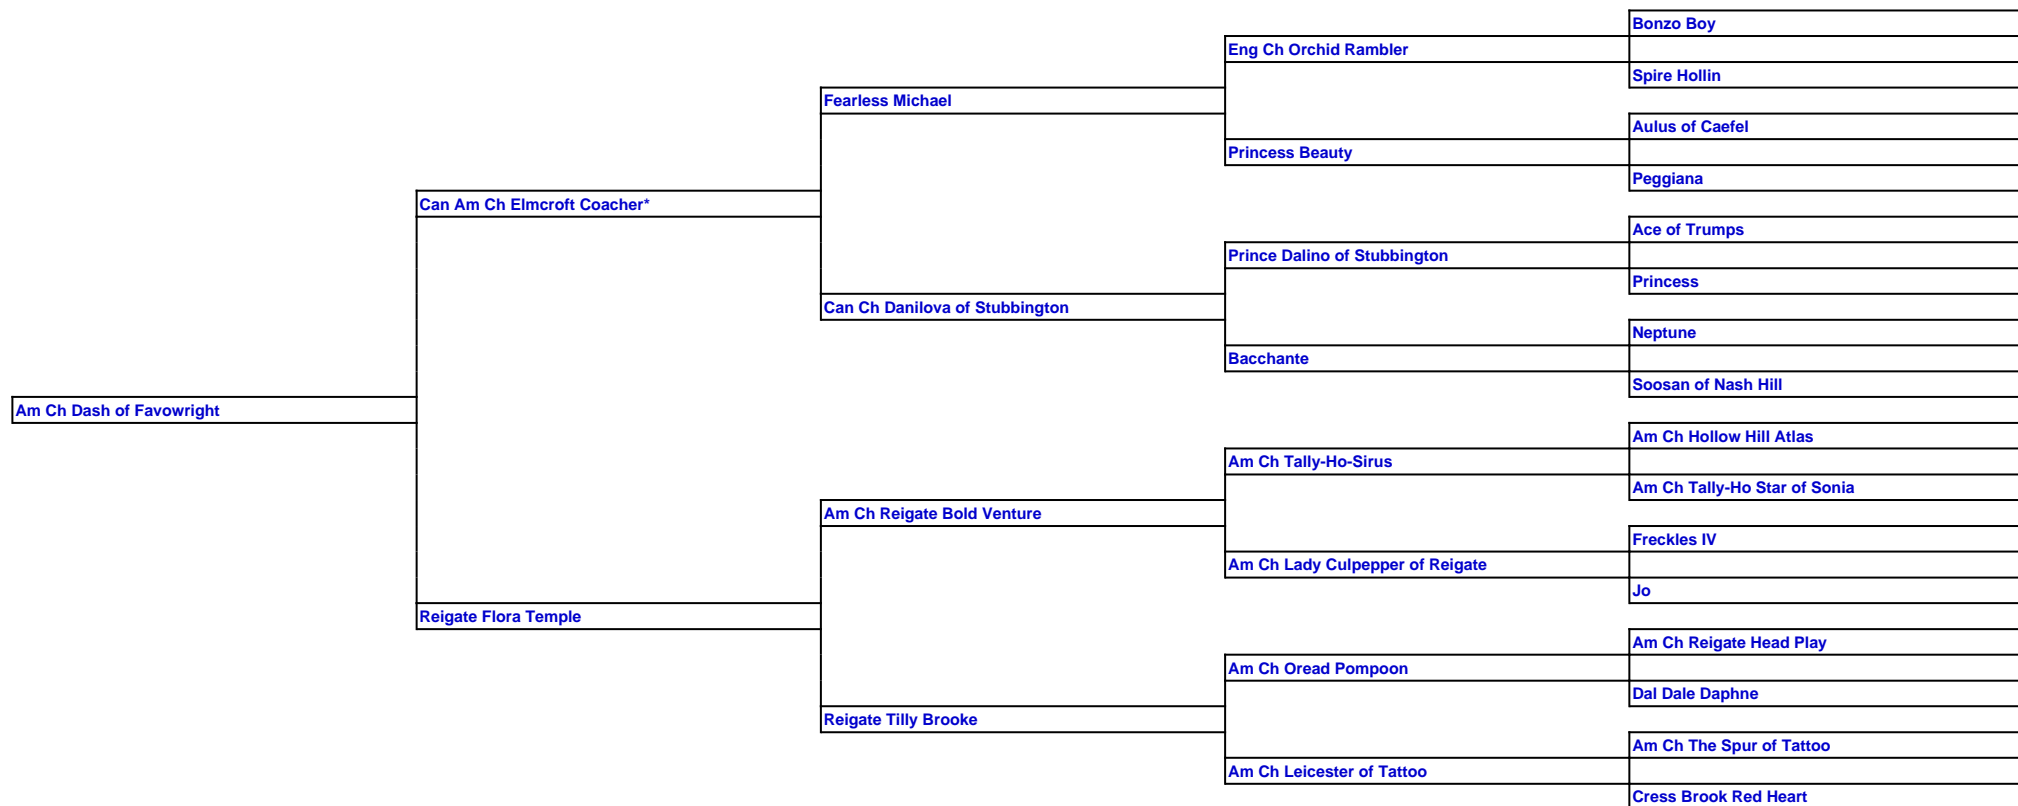 Bonzo Boy
Eng Ch Orchid Rambler
Spire Hollin
Fearless Michael
Aulus of Caefel
Princess Beauty
Peggiana
Can Am Ch Elmcroft Coacher*
Ace of Trumps
Prince Dalino of Stubbington
Princess
Can Ch Danilova of Stubbington
Neptune
Bacchante
Soosan of Nash Hill
Am Ch Dash of Favowright
Am Ch Hollow Hill Atlas
Am Ch Tally-Ho-Sirus
Am Ch Tally-Ho Star of Sonia
Am Ch Reigate Bold Venture
Freckles IV
Am Ch Lady Culpepper of Reigate
Jo
Reigate Flora Temple
Am Ch Reigate Head Play
Am Ch Oread Pompoon
Dal Dale Daphne
Reigate Tilly Brooke
Am Ch The Spur of Tattoo
Am Ch Leicester of Tattoo
Cress Brook Red Heart